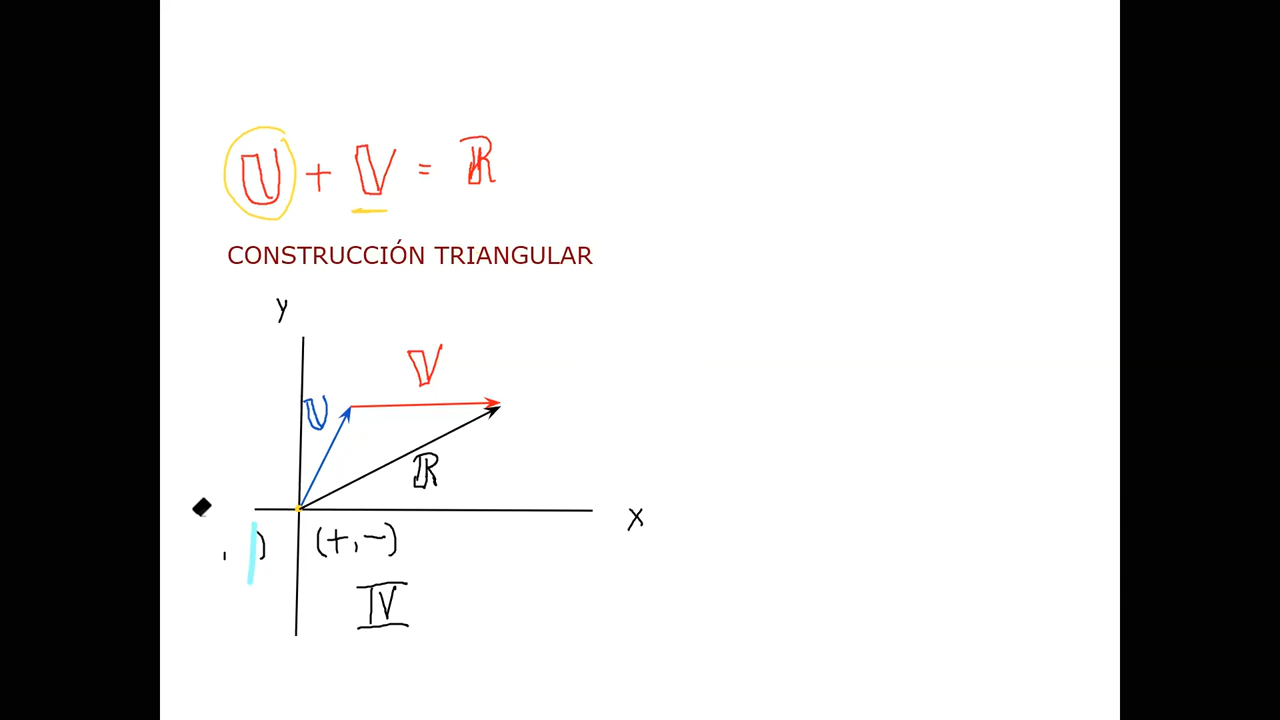 U + V = R
CONSTRUCCIÓN TRIANGULAR
y
V
U
R
x
, ) (+,-)
IV